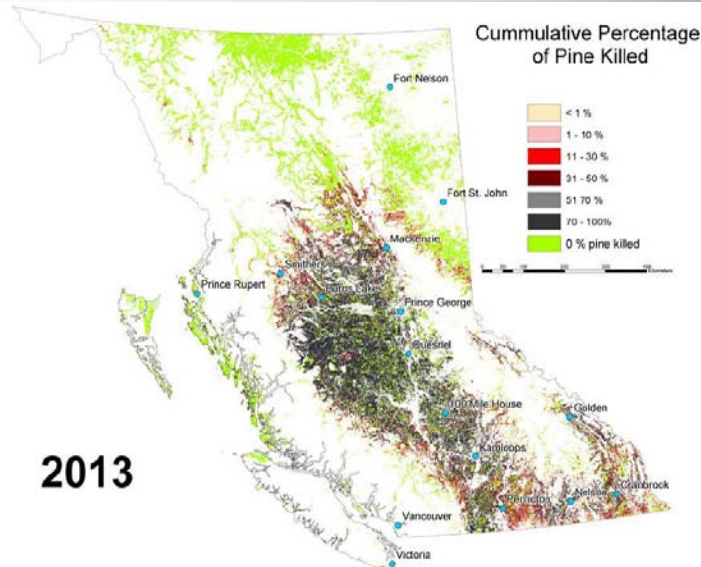 Cummulative Percentage
of Pine Killed
< 1 %
1 - 10 %
11 - 30 %
31 - 50 %
51 70 %
70 - 100%
0 % pine killed
Fort Nelson
Fort St. John
Mackenzie
Smithers
Prince Rupert
Burns Lake
Prince George
Quesnel
100 Mile House
Golden
Kamloops
2013
Cranbrook
Penticton
Nelson
Vancouver
Victoria